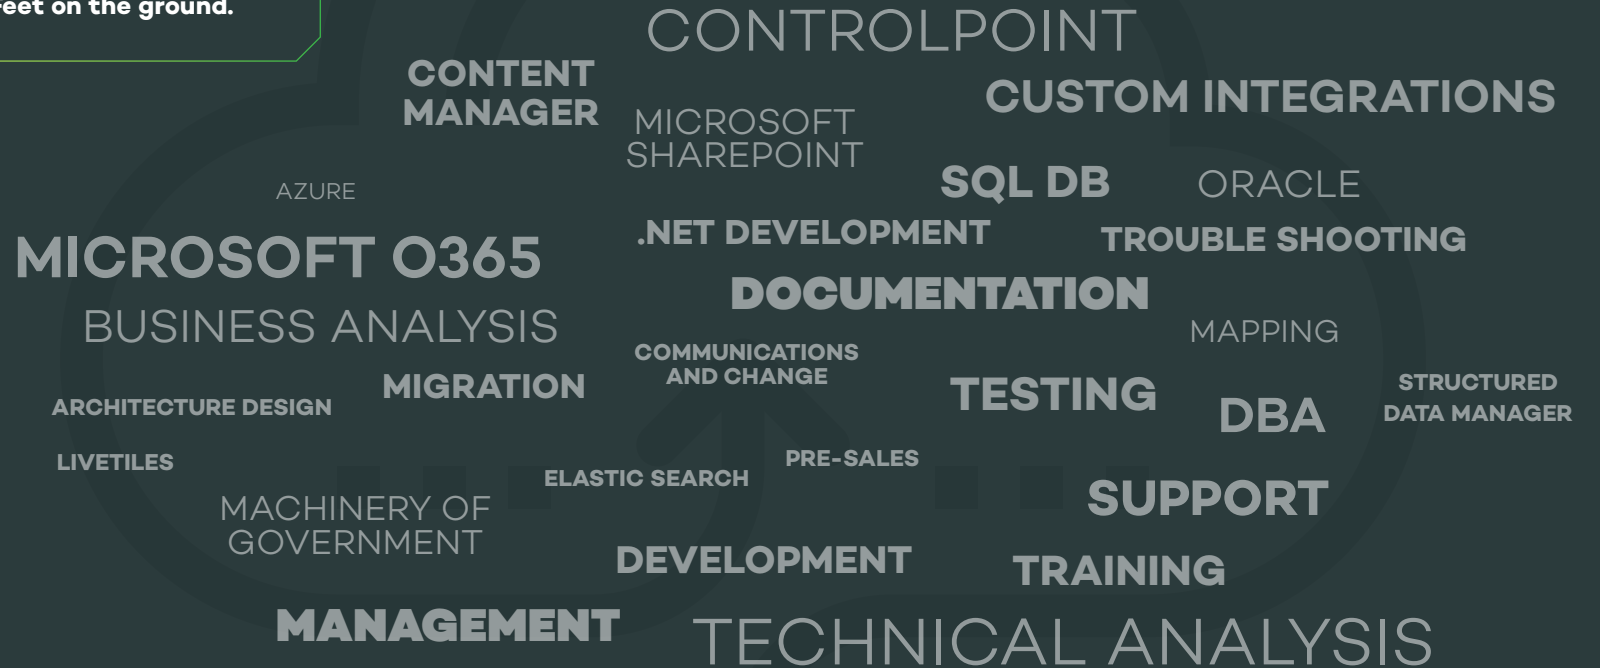 feet on the ground.
CONTROLPOINT
CONTENT
MANAGER
CUSTOM INTEGRATIONS
MICROSOFT
SHAREPOINT
SQL DB
ORACLE
AZURE
.NET DEVELOPMENT
TROUBLE SHOOTING
MICROSOFT O365
DOCUMENTATION
BUSINESS ANALYSIS
MAPPING
COMMUNICATIONS
AND CHANGE
MIGRATION
TESTING
STRUCTURED
DATA MANAGER
ARCHITECTURE DESIGN
DBA
LIVETILES
PRE-SALES
ELASTIC SEARCH
SUPPORT
MACHINERY OF
GOVERNMENT
DEVELOPMENT
TRAINING
MANAGEMENT
TECHNICAL ANALYSIS